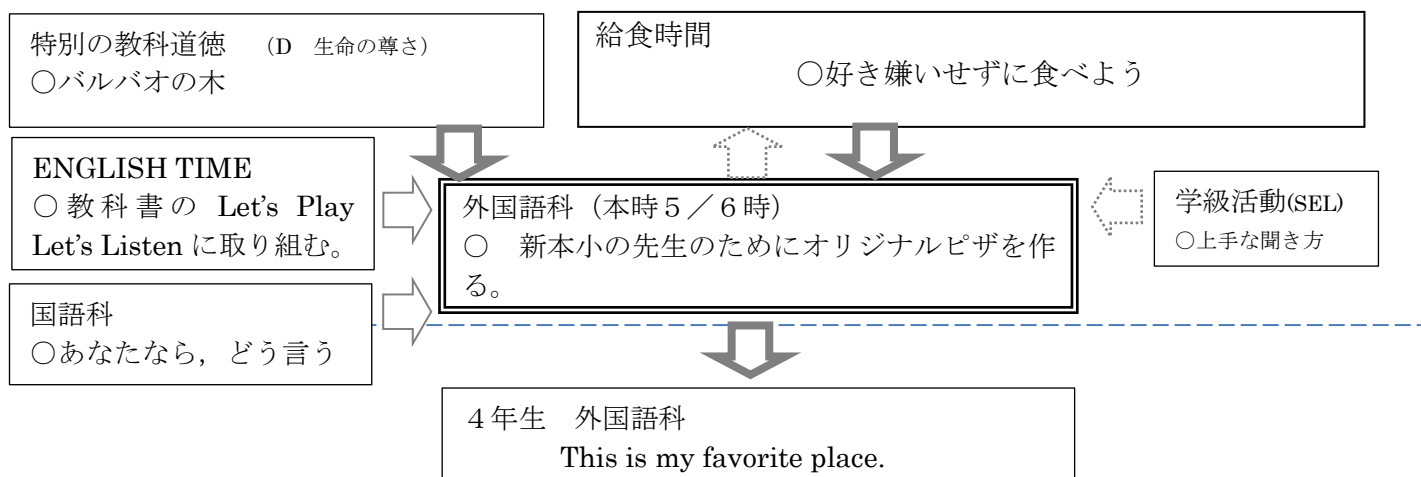 特別の教科道徳 （D 生命の尊さ）
○バルバオの木
給食時間
○好き嫌いせずに食べよう
ENGLISH TIME
○教科書の Let's Play
Let's Listen に取り組む。
外国語科（本時５／６時）
○ 新本小の先生のためにオリジナルピザを作
る。
学級活動(SEL)
○上手な聞き方
国語科
○あなたなら，どう言う
４年生 外国語科
This is my favorite place.